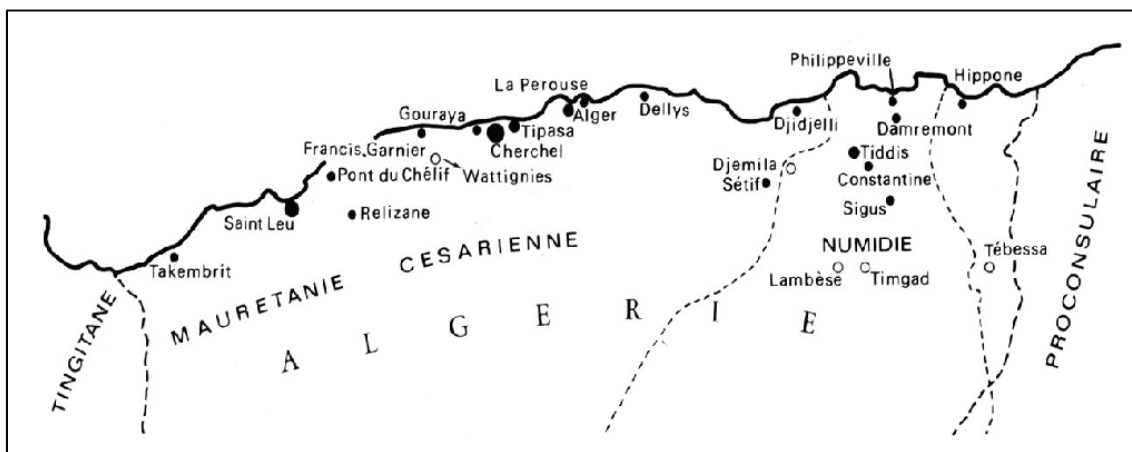 Philippeville
Hippone
La Perouse
Gouraya
Alger
Dellys
Tipasa
Djidjelli
Damremont
Cherchel
Francis.Garnier
Wattignies
Pont du Chélif
Djemila
Tiddis
Sétif
Constantine
Relizane
Sigus
Saint Leu
Takembrit
NUMIDIE
Tébessa
Lambèse
Timgad
TINGITANE
MAURETANIE CESARIENNE
ALGERIE
PROCONSULAIRE